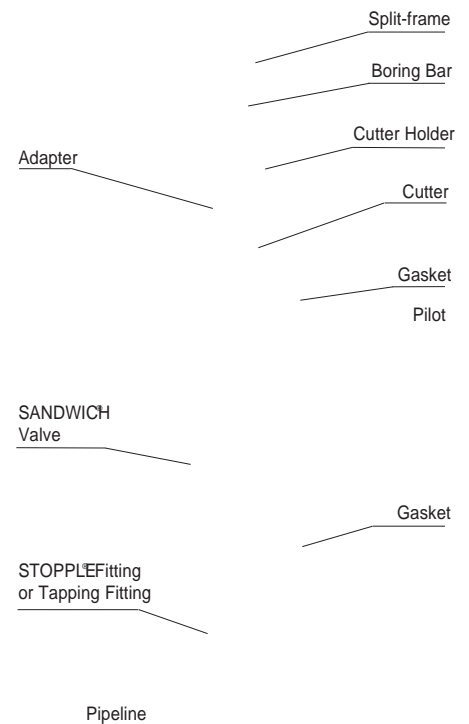 Split-frame
Boring Bar
Cutter Holder
Adapter
Cutter
Gasket
Pilot
SANDWICH®
Valve
Gasket
STOPPLE® Fitting
or Tapping Fitting
Pipeline